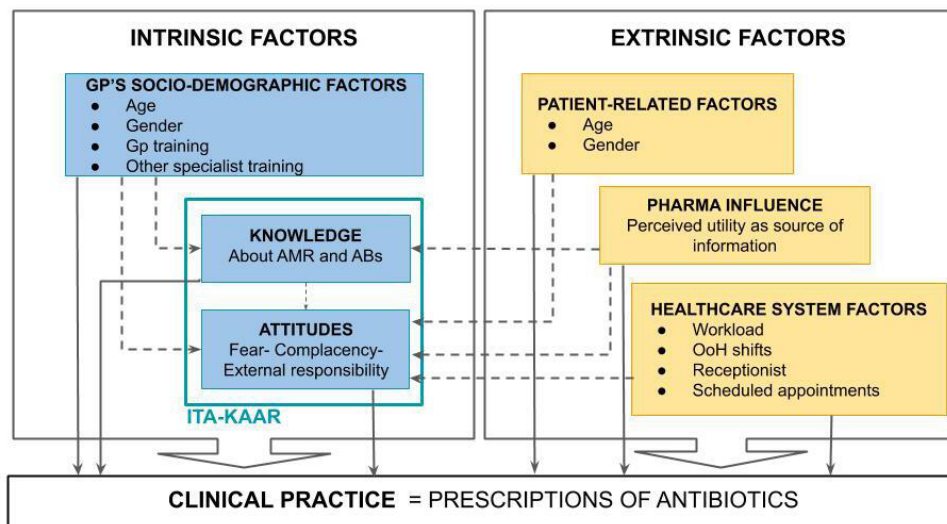 INTRINSIC FACTORS
GP'S SOCIO-DEMOGRAPHIC FACTORS
● Age
● Gender
● Gp training
● Other specialist training
KNOWLEDGE
About AMR and ABs
ATTITUDES
Fear- Complacency-
External responsibility
ITA-KAAR
EXTRINSIC FACTORS
PATIENT-RELATED FACTORS
● Age
● Gender
PHARMA INFLUENCE
Perceived utility as source of
information
HEALTHCARE SYSTEM FACTORS
● Workload
● OoH shifts
● Receptionist
● Scheduled appointments
CLINICAL PRACTICE = PRESCRIPTIONS OF ANTIBIOTICS